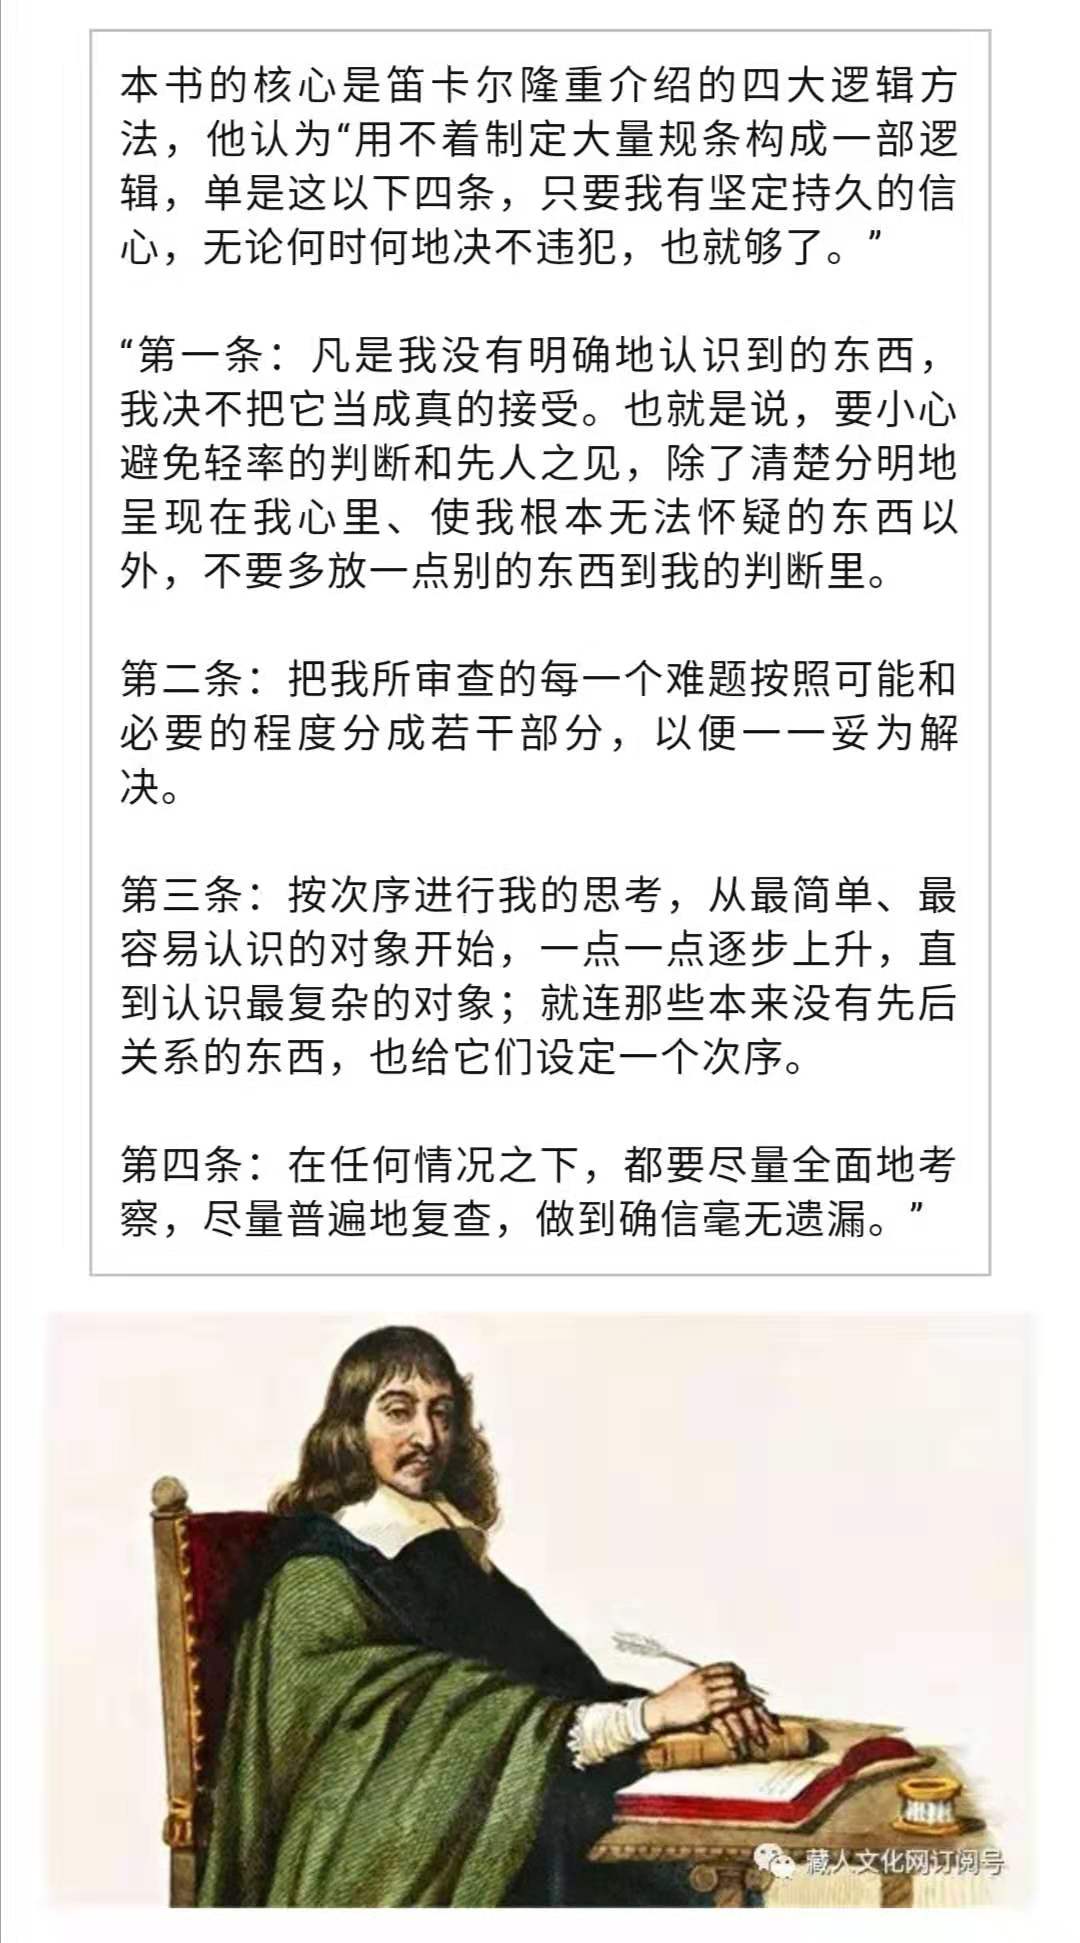 本书的核心是笛卡尔隆重介绍的四大逻辑方
法，他认为“用不着制定大量规条构成一部逻
辑，单是这以下四条，只要我有坚定持久的信
心，无论何时何地决不违犯，也就够了。”
“第一条：凡是我没有明确地认识到的东西，
我决不把它当成真的接受。也就是说，要小心
避免轻率的判断和先人之见，除了清楚分明地
呈现在我心里、使我根本无法怀疑的东西以
外，不要多放一点别的东西到我的判断里。
第二条：把我所审查的每一个难题按照可能和
必要的程度分成若干部分，以便一一妥为解
决。
第三条：按次序进行我的思考，从最简单、最
容易认识的对象开始，一点一点逐步上升，直
到认识最复杂的对象；就连那些本来没有先后
关系的东西，也给它们设定一个次序。
第四条：在任何情况之下，都要尽量全面地考
察，尽量普遍地复查，做到确信毫无遗漏。”
藏人文化网订阅号